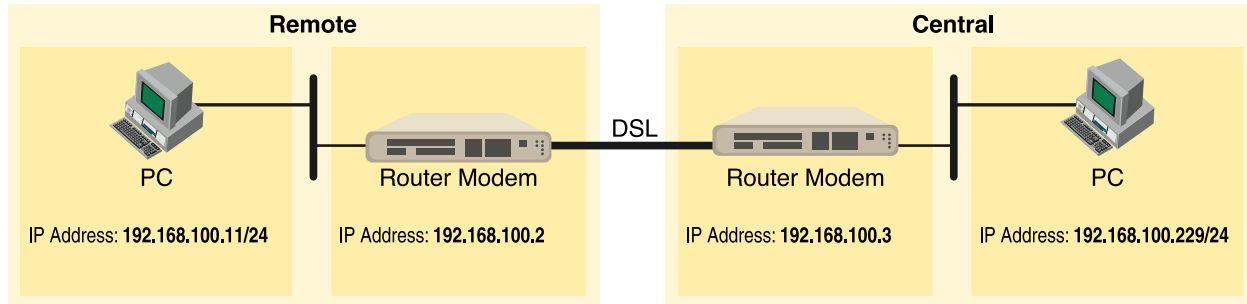 Remote
Central
DSL
PC
Router Modem
Router Modem
PC
IP Address: 192.168.100.11/24
IP Address: 192.168.100.2
IP Address: 192.168.100.3
IP Address: 192.168.100.229/24